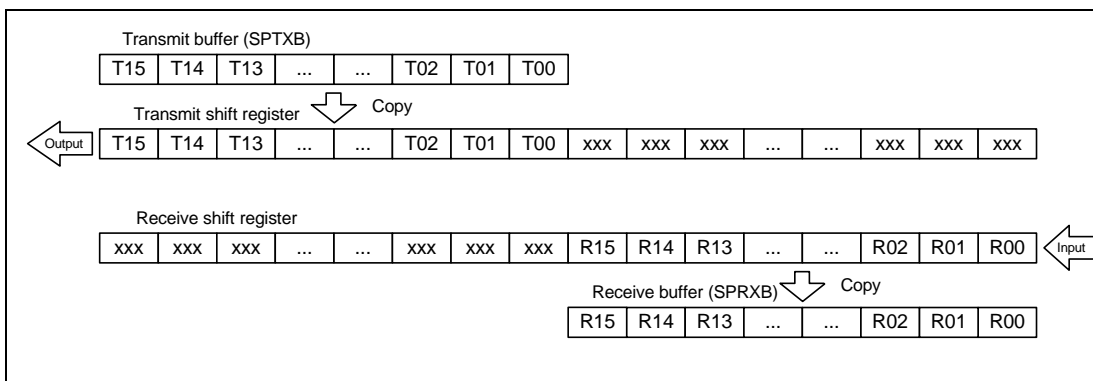 Transmit buffer (SPTXB)
T15 T14 T13 ... ... T02 T01 T00
Copy
Transmit shift register
Output T15 T14 T13 ... ... T02 T01 T00 xxx xxx xxx ... ... xxx xxx xxx
Receive shift register
xxx xxx xxx ... ... xxx xxx xxx R15 R14 R13 ... ... R02 R01 R00 Input
Receive buffer (SPRXB) Copy
R15 R14 R13 ... ... R02 R01 R00